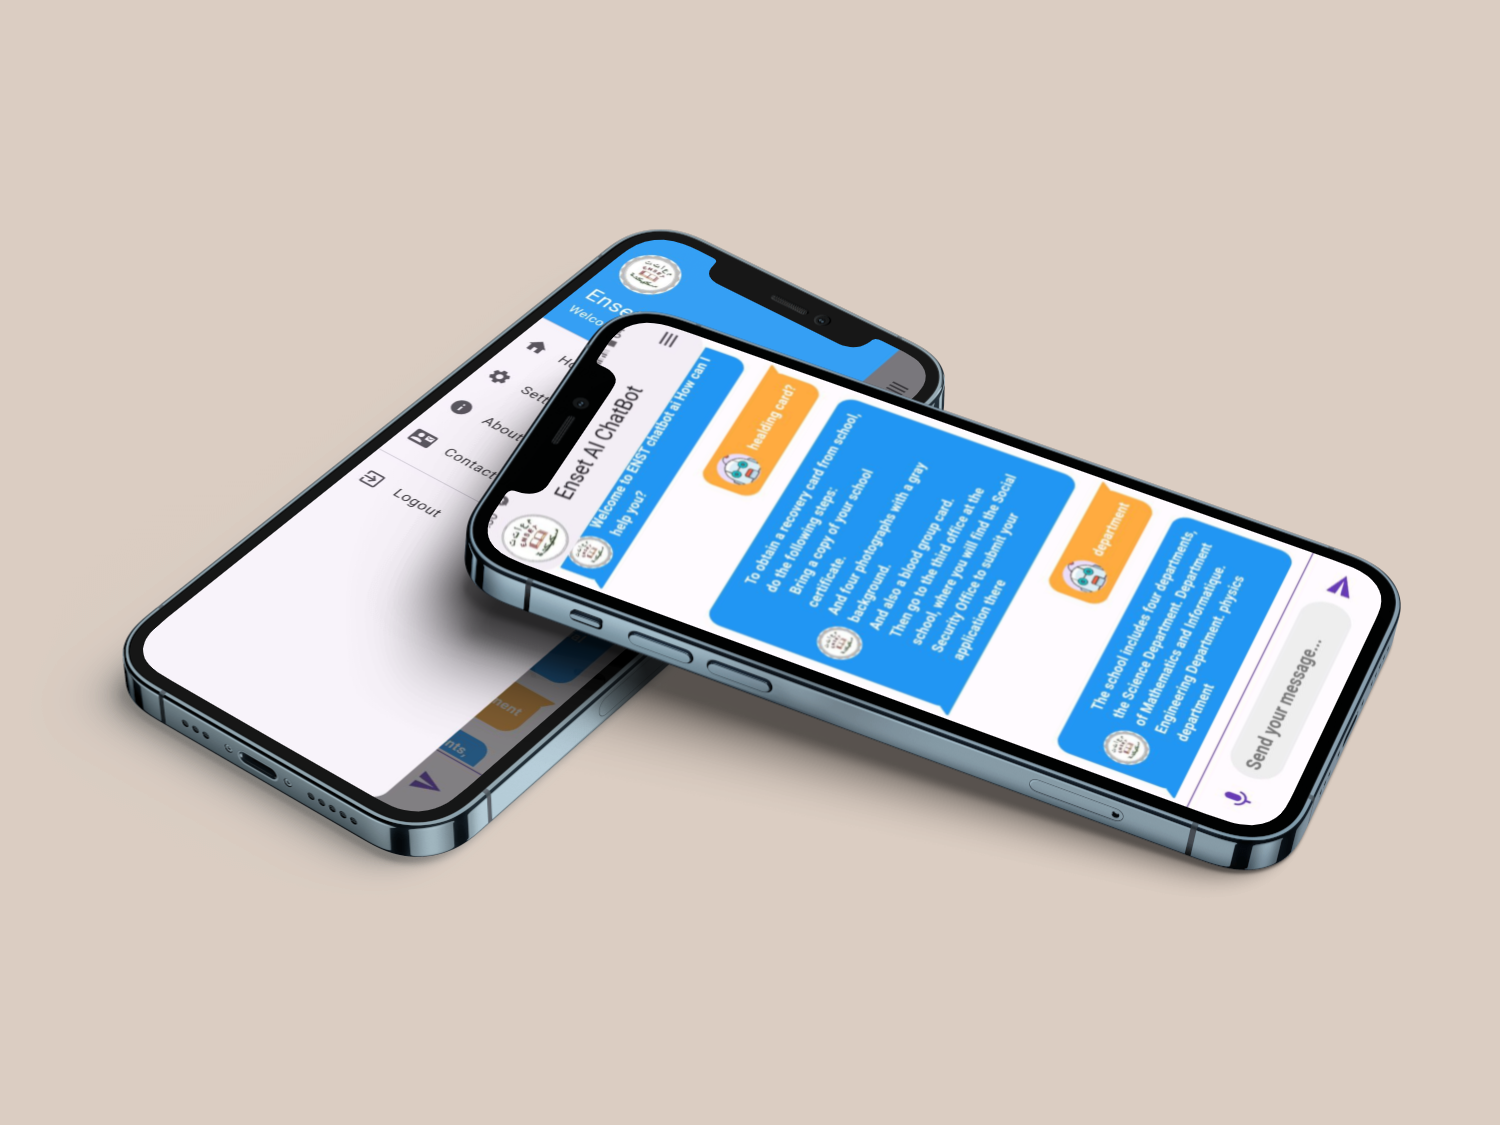 Ense
Welco
Ho
Sett
About
Contact
Logout
nent
nts,
Enset AI ChatBot
Welcome to ENST chatbot ai How can I
help you?
healding card?
To obtain a recovery card from school,
do the following steps:
Bring a copy of your school
certificate.
And four photographs with a gray
background.
And also a blood group card.
Then go to the third office at the
school, where you will find the Social
Security Office to submit your
application there
department
The school includes four departments,
the Science Department. Department
of Mathematics and Informatique.
Engineering Department. physics
department
Send your message...